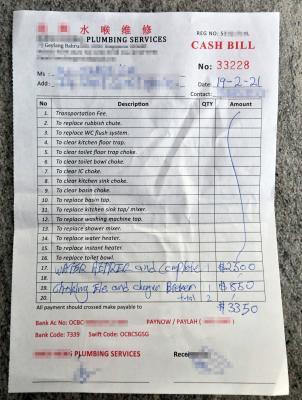 水喉維修
PLUMBING SERVICES
REG NO: 5
Geylang Bahru
CASH BILL
No: 33228
Ms :
Date: 19-2-21
Add:
Contact:
No Description QTY Amount
1. Transportation Fee.
2. To replace rubbish chute.
3. To replace WC flush system.
4. To clear kitchen floor trap.
5. To clear toilet floor trap choke.
6. To clear toilet bowl choke.
7. To clear IC choke.
8. To clear kitchen sink choke.
9. To clear basin choke.
10. To replace basin tap.
11. To replace kitchen sink tap/ mixer.
12. To replace washing machine tap.
13. To replace shower mixer.
14. To replace water heater.
15. To replace instant heater.
16. To replace toilet bowl.
17. WATER and 1 $2500
18.
19. and 1 $850
20. total 2
All payment should crossed make payable to $3350
Bank Ac No: OCBC PAYNOW / PAYLAH (
Bank Code: 7339 Swift Code: OCBCSGSG
PLUMBING SERVICES